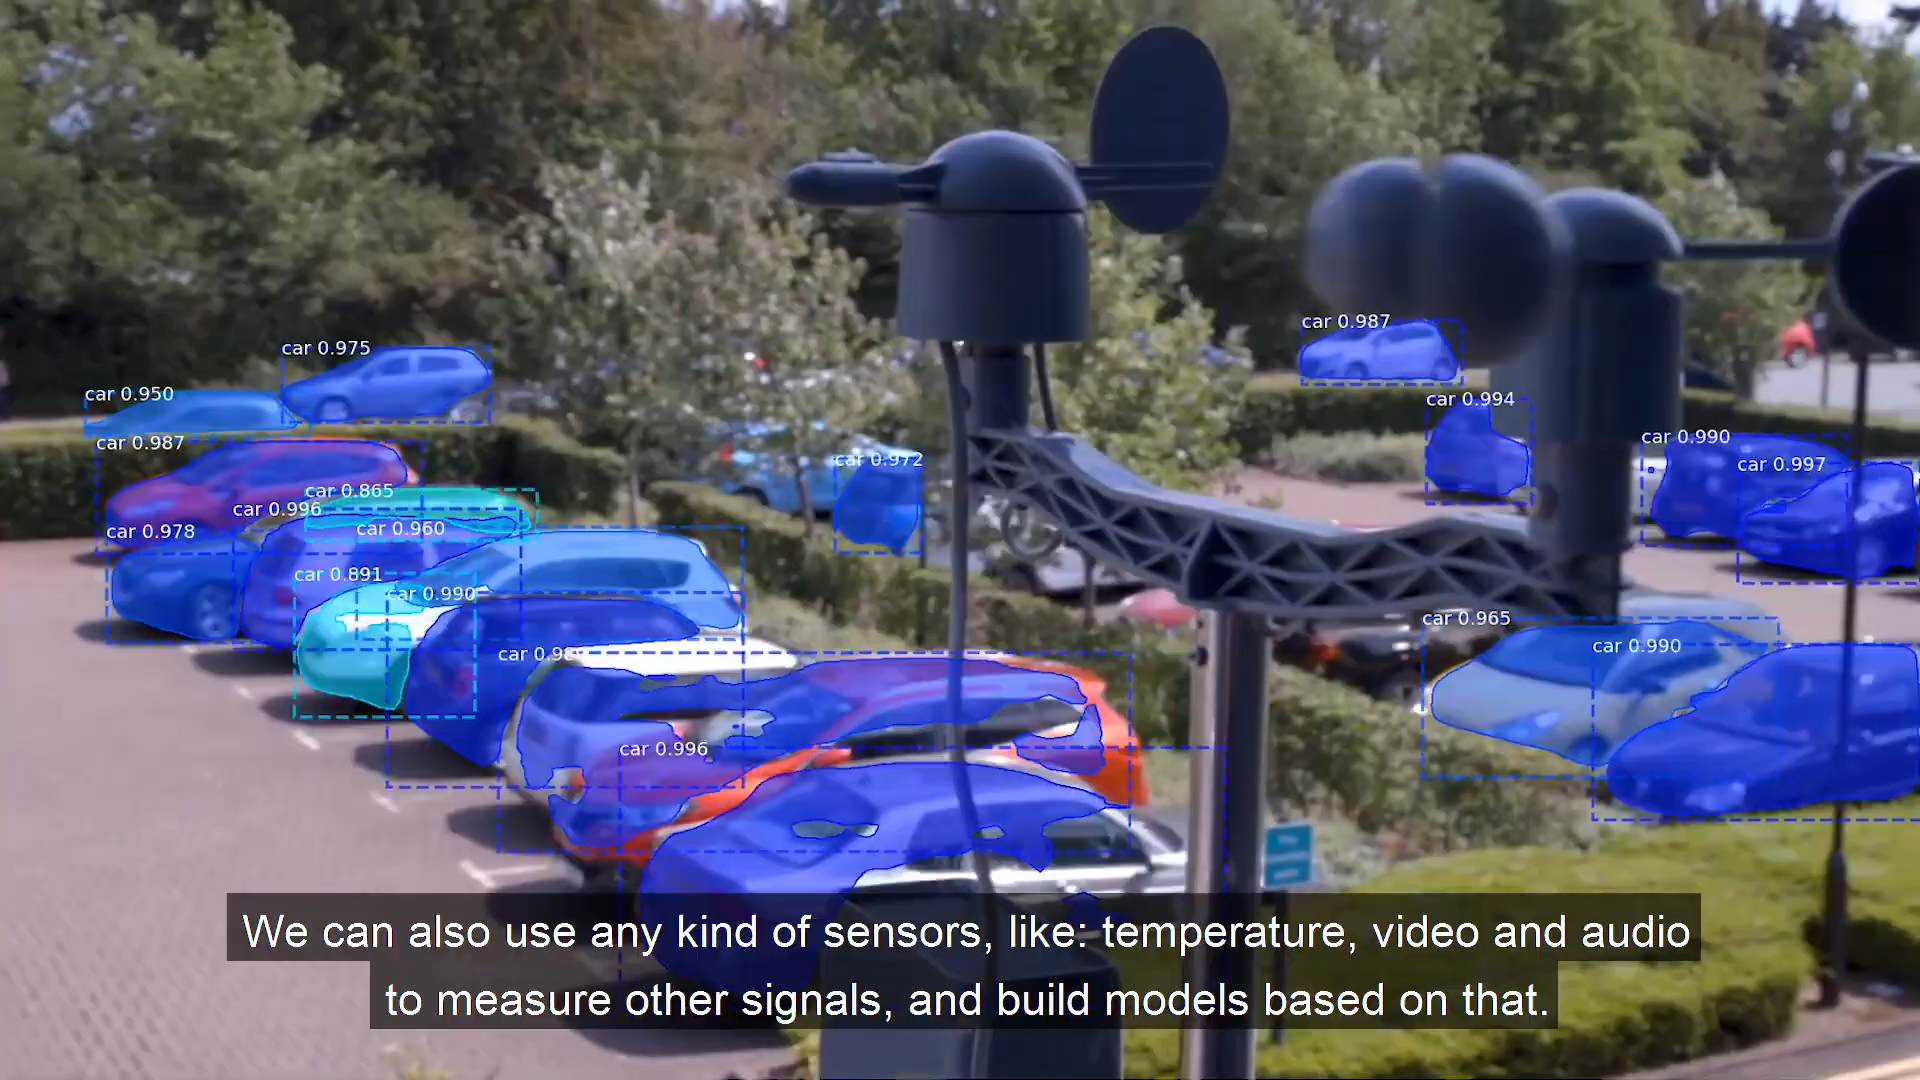 car 0.987
car 0.975
car 0.950
car 0.994
car 0.987
car 0.990
car 0.972
car 0.997
car 0.865
car 0.996
car 0.960
car 0.978
car 0.891
car 0.990
car 0.965
car 0.990
car 0.98
car 0.996
We can also use any kind of sensors, like: temperature, video and audio
to measure other signals, and build models based on that.